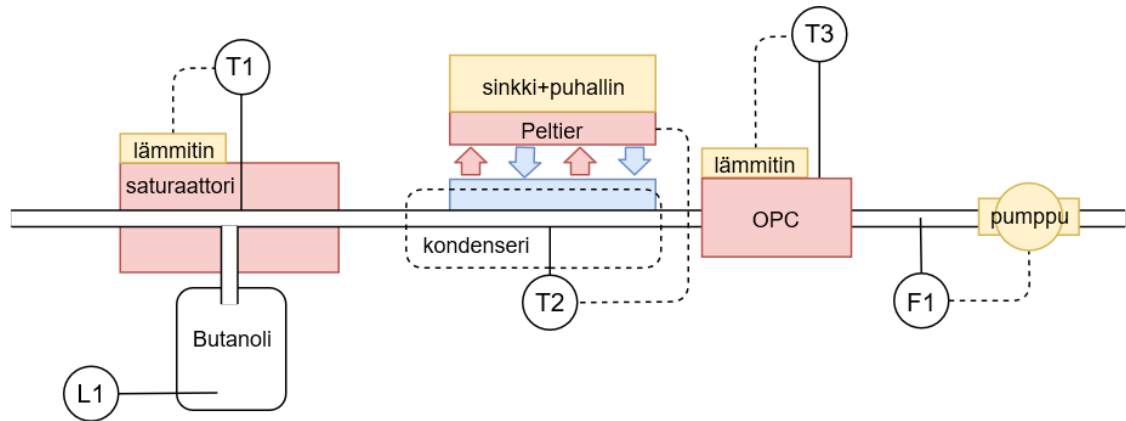 T1
T3
sinkki+puhallin
Peltier
lämmitin
saturaattori
lämmitin
OPC
pumppu
kondenseri
T2
F1
Butanoli
L1